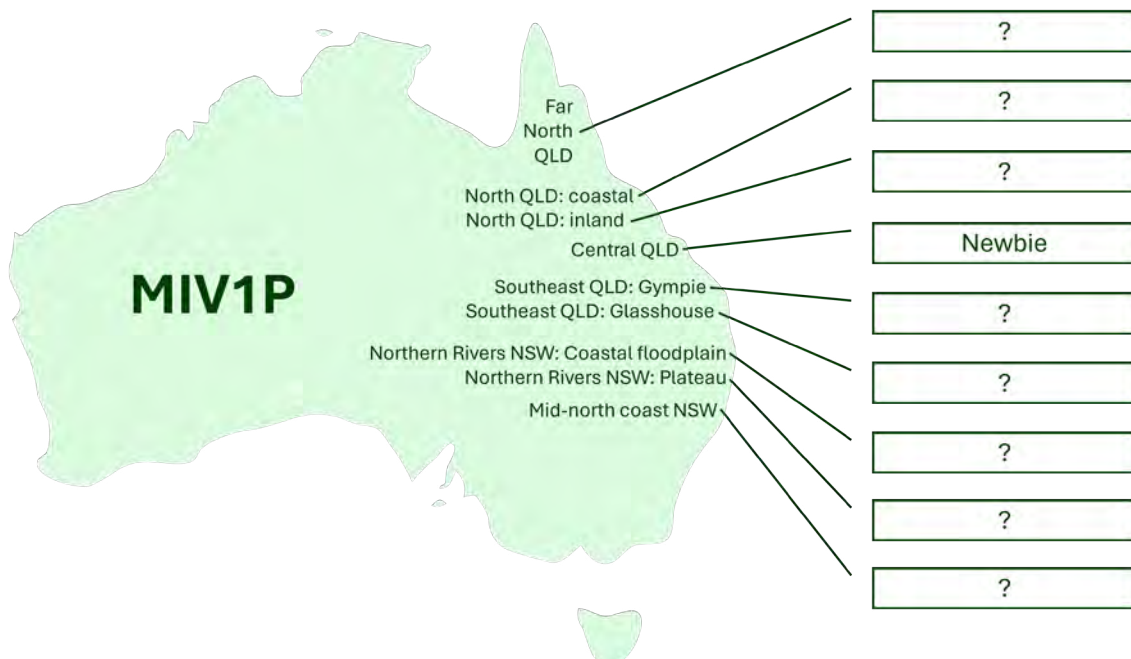 ?
?
Far
North
QLD
?
North QLD: coastal
North QLD: inland
Newbie
Central QLD
MIV1P
Southeast QLD: Gympie
Southeast QLD: Glasshouse
?
Northern Rivers NSW: Coastal floodplain
Northern Rivers NSW: Plateau
?
Mid-north coast NSW
?
?
?